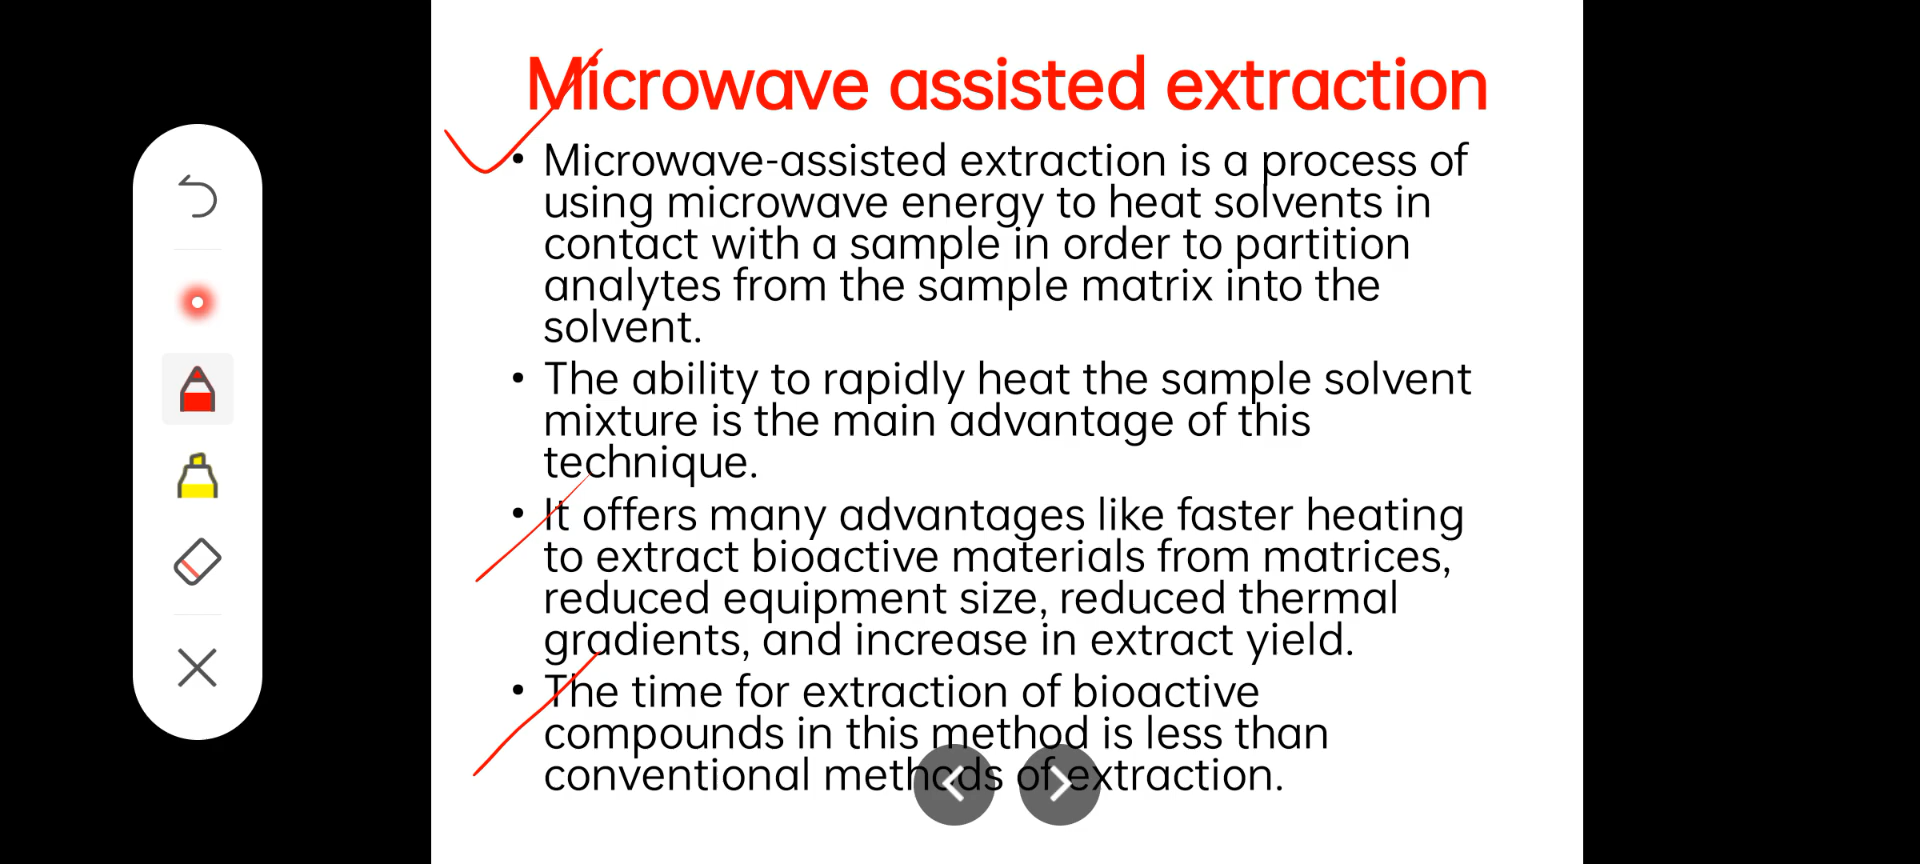 Microwave assisted extraction
• Microwave-assisted extraction is a process of
using microwave energy to heat solvents in
contact with a sample in order to partition
analytes from the sample matrix into the
solvent.
• The ability to rapidly heat the sample solvent
mixture is the main advantage of this
technique.
• It offers many advantages like faster heating
to extract bioactive materials from matrices,
reduced equipment size, reduced thermal
gradients, and increase in extract yield.
• The time for extraction of bioactive
compounds in this method is less than
conventional methods of extraction.